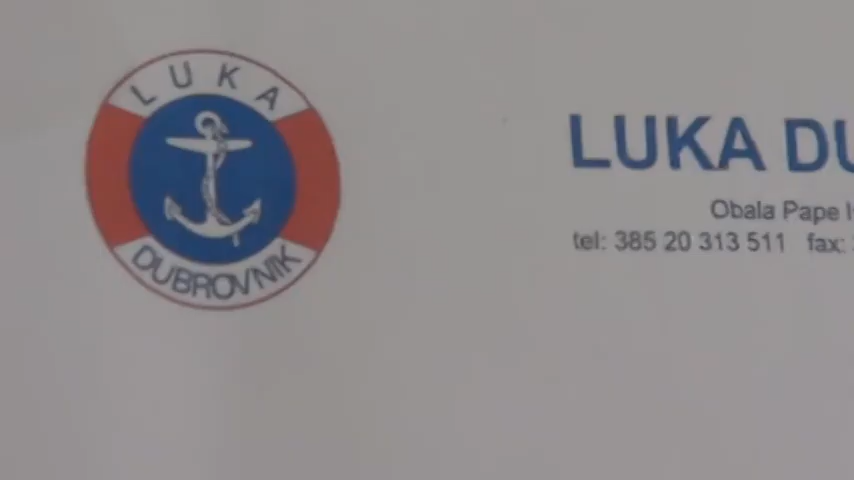 LUKA
DUBROVNIK
LUKA DU
Obala Pape I
tel: 385 20 313 511 fax: